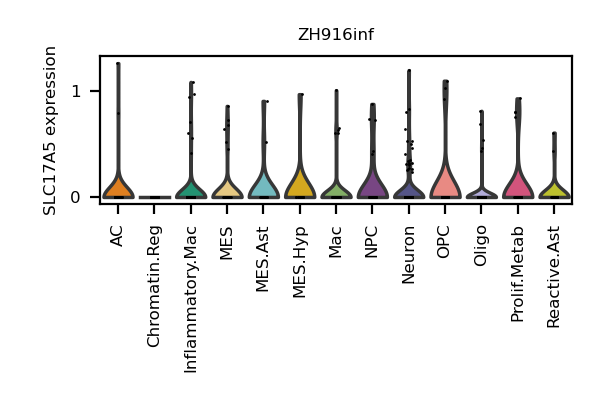 ZH916inf
SLC17A5 expression
1
0
AC
Chromatin.Reg
Inflammatory.Mac
MES
MES.Ast
MES.Hyp
Mac
NPC
Neuron
OPC
Oligo
Prolif.Metab
Reactive.Ast